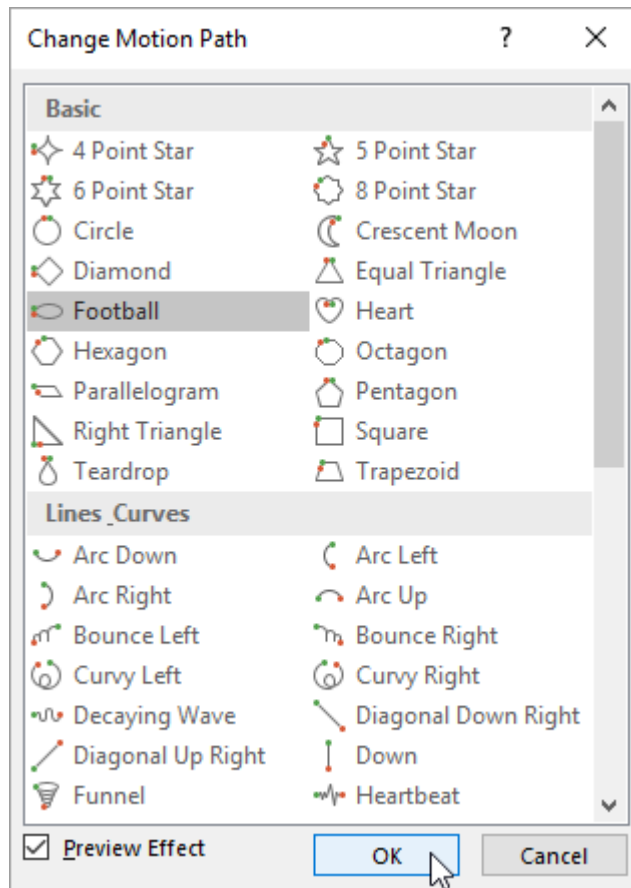 Change Motion Path ?
Basic
4 Point Star 5 Point Star
6 Point Star 8 Point Star
Circle Crescent Moon
Diamond Equal Triangle
Football Heart
Hexagon Octagon
Parallelogram Pentagon
Right Triangle Square
Teardrop Trapezoid
Lines_Curves
Arc Down Arc Left
Arc Right Arc Up
Bounce Left Bounce Right
Curvy Left Curvy Right
Decaying Wave Diagonal Down Right
Diagonal Up Right Down
Funnel Heartbeat
Preview Effect OK Cancel